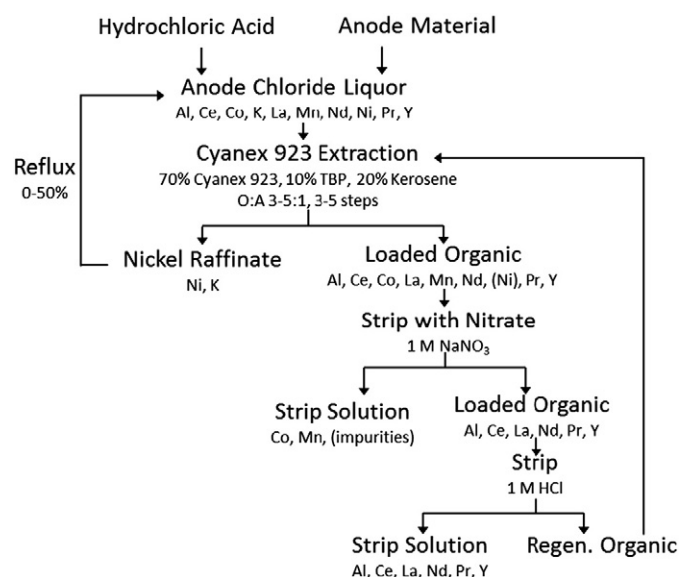 Hydrochloric Acid
Anode Material
Anode Chloride Liquor
Al, Ce, Co, K, La, Mn, Nd, Ni, Pr, Y
Cyanex 923 Extraction
70% Cyanex 923, 10% TBP, 20% Kerosene
O:A 3-5:1, 3-5 steps
Reflux
0-50%
Nickel Raffinate
Ni, K
Loaded Organic
Al, Ce, Co, La, Mn, Nd, (Ni), Pr, Y
Strip with Nitrate
1 M NaNO₃
Strip Solution
Co, Mn, (impurities)
Loaded Organic
Al, Ce, La, Nd, Pr, Y
Strip
1 M HCl
Strip Solution
Al, Ce, La, Nd, Pr, Y
Regen. Organic